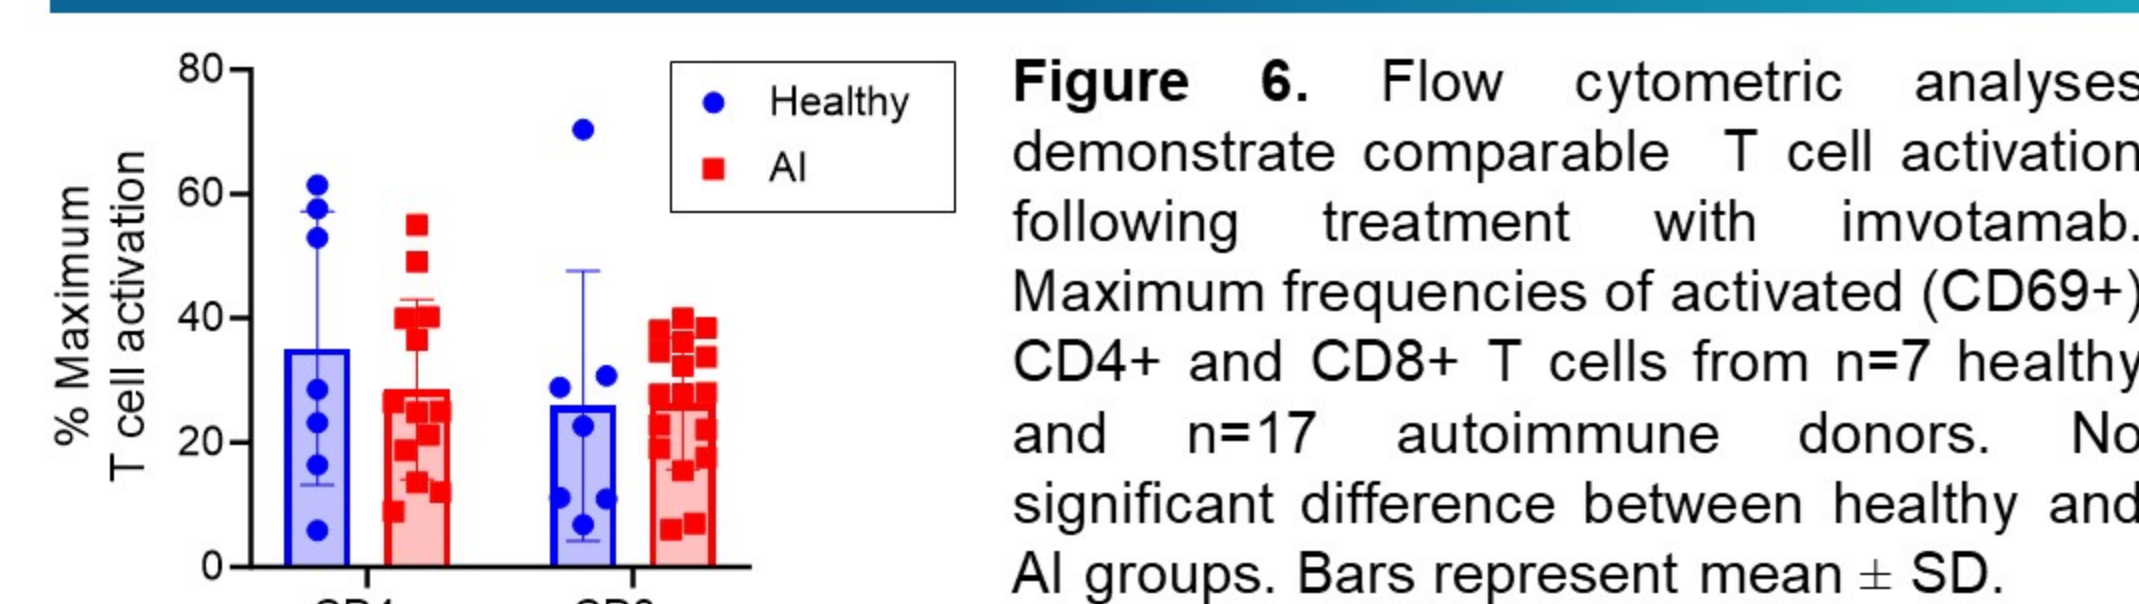 80
60
40
20
0
% Maximum
T cell activation
Healthy
AI
Figure 6. Flow cytometric analyses
demonstrate comparable T cell activation
following treatment with imvotamab.
Maximum frequencies of activated (CD69+)
CD4+ and CD8+ T cells from n=7 healthy
and n=17 autoimmune donors. No
significant difference between healthy and
AI groups. Bars represent mean ± SD.